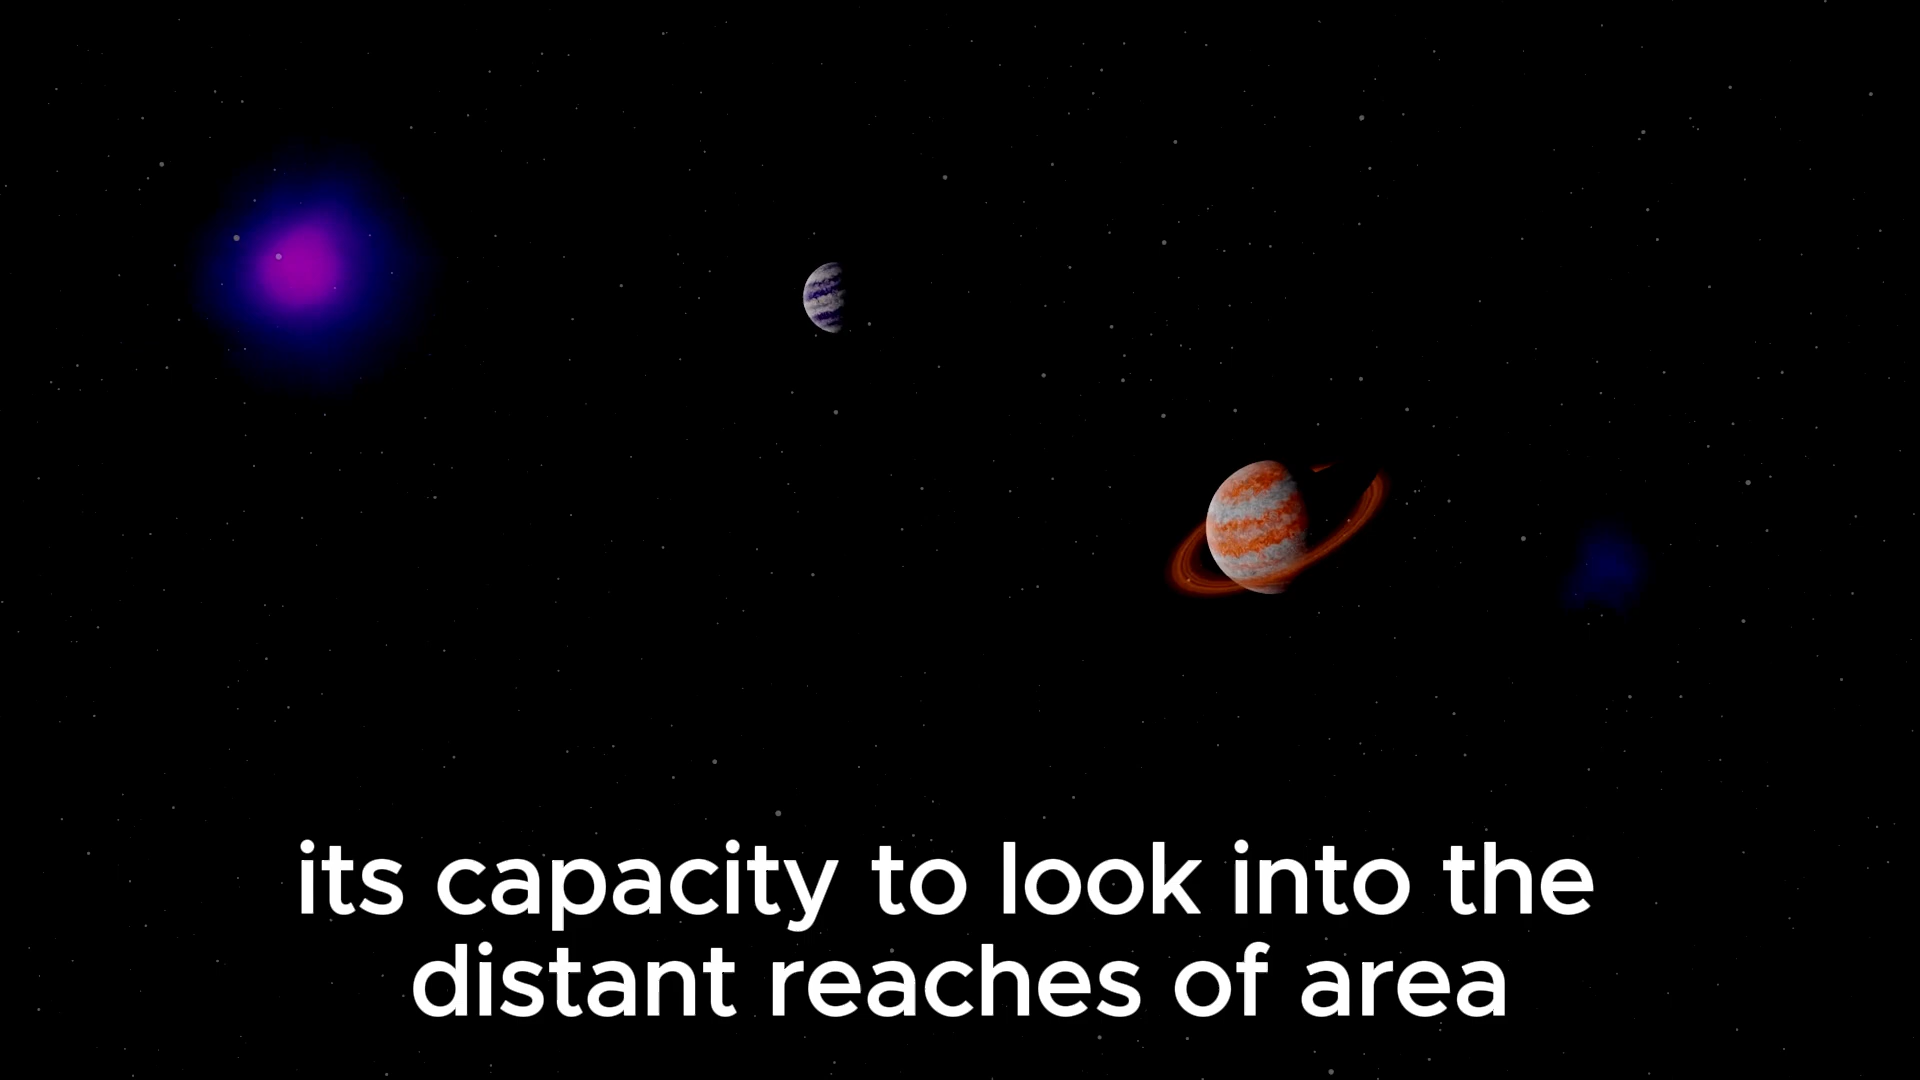 its capacity to look into the
distant reaches of area